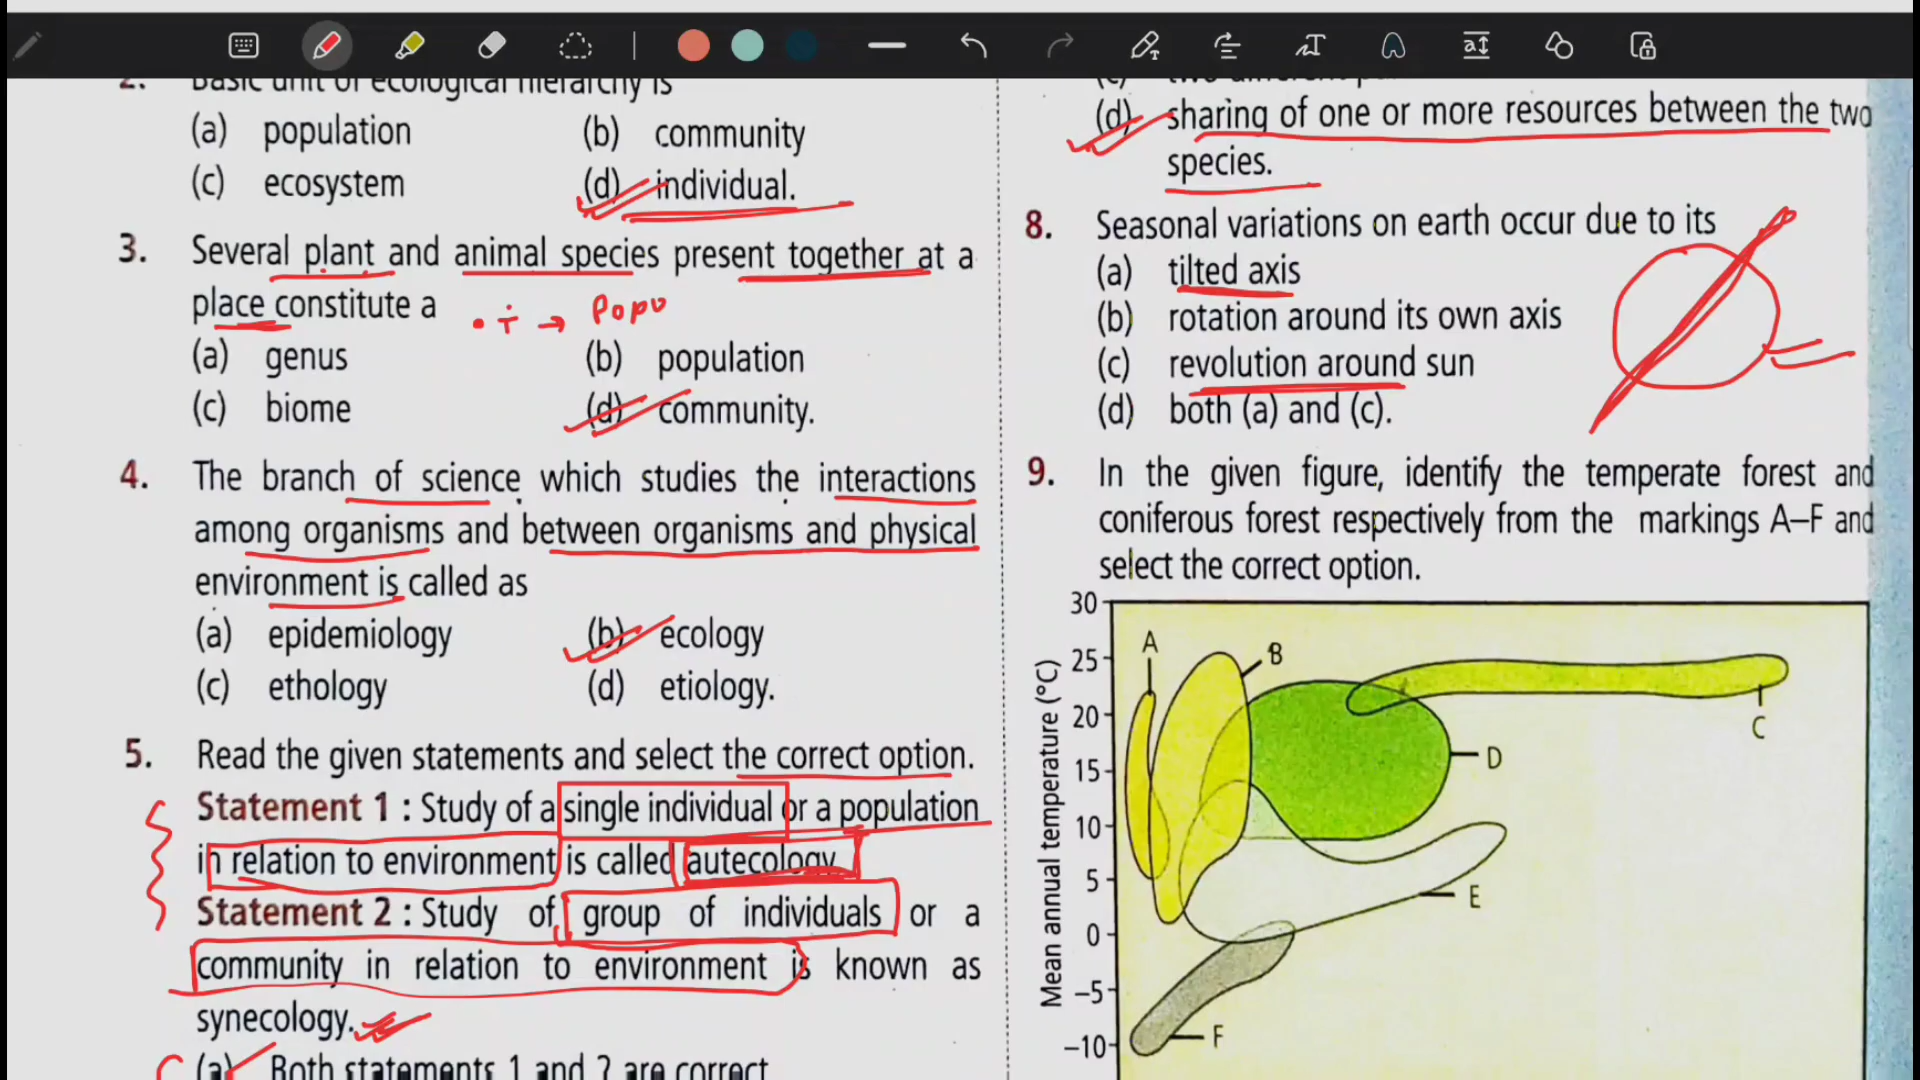 2. Basic unit of ecological hierarchy is
(a) population (b) community
(c) ecosystem (d) individual.
3. Several plant and animal species present together at a
place constitute a
• i → Popu
(a) genus (b) population
(c) biome (d) community.
4. The branch of science which studies the interactions
among organisms and between organisms and physical
environment is called as
(a) epidemiology (b) ecology
(c) ethology (d) etiology.
5. Read the given statements and select the correct option.
Statement 1 : Study of a single individual or a population
in relation to environment is called autecology.
Statement 2 : Study of group of individuals or a
community in relation to environment is known as
synecology.
(a) Both statements 1 and 2 are correct
(d) sharing of one or more resources between the two
species.
8. Seasonal variations on earth occur due to its
(a) tilted axis
(b) rotation around its own axis
(c) revolution around sun
(d) both (a) and (c).
9. In the given figure, identify the temperate forest and
coniferous forest respectively from the markings A–F and
select the correct option.
30
25
20
15
10
5
0
–5
–10
Mean annual temperature (°C)
A
B
C
D
E
F